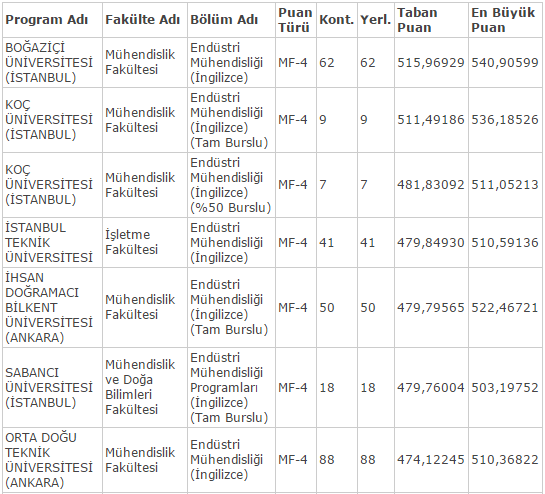 Program Adı Fakülte Adı Bölüm Adı Puan Türü Kont. Yerl. Taban Puan En Büyük Puan
BOĞAZİÇİ ÜNİVERSİTESİ (İSTANBUL) Mühendislik Fakültesi Endüstri Mühendisliği (İngilizce) MF-4 62 62 515,96929 540,90599
KOÇ ÜNİVERSİTESİ (İSTANBUL) Mühendislik Fakültesi Endüstri Mühendisliği (İngilizce) (Tam Burslu) MF-4 9 9 511,49186 536,18526
KOÇ ÜNİVERSİTESİ (İSTANBUL) Mühendislik Fakültesi Endüstri Mühendisliği (İngilizce) (%50 Burslu) MF-4 7 7 481,83092 511,05213
İSTANBUL TEKNİK ÜNİVERSİTESİ İşletme Fakültesi Endüstri Mühendisliği (İngilizce) MF-4 41 41 479,84930 510,59136
İHSAN DOĞRAMACI BİLKENT ÜNİVERSİTESİ (ANKARA) Mühendislik Fakültesi Endüstri Mühendisliği (İngilizce) (Tam Burslu) MF-4 50 50 479,79565 522,46721
SABANCI ÜNİVERSİTESİ (İSTANBUL) Mühendislik ve Doğa Bilimleri Fakültesi Endüstri Mühendisliği Programları (İngilizce) (Tam Burslu) MF-4 18 18 479,76004 503,19752
ORTA DOĞU TEKNİK ÜNİVERSİTESİ (ANKARA) Mühendislik Fakültesi Endüstri Mühendisliği (İngilizce) MF-4 88 88 474,12245 510,36822